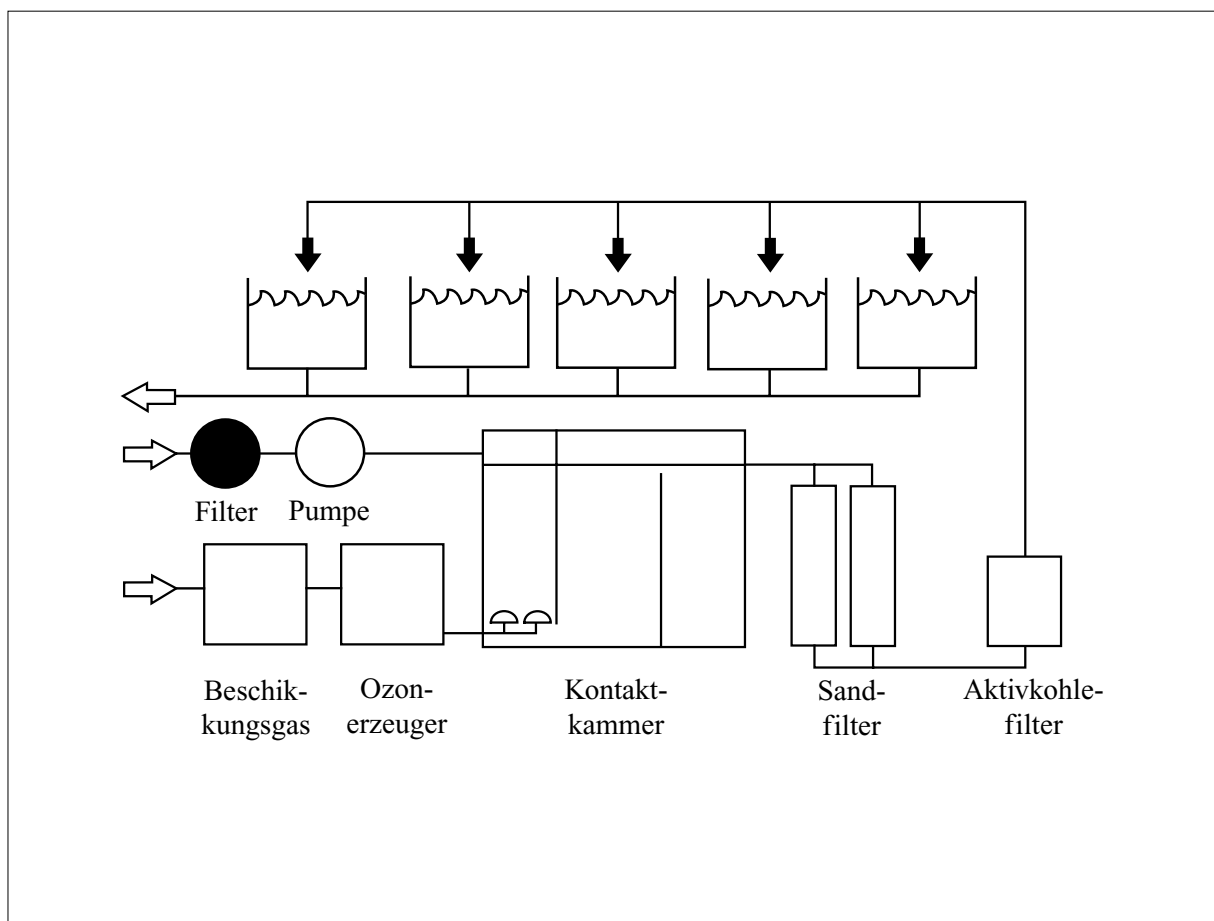 Filter
Pumpe
Beschik-
kungsgas
Ozon-
erzeuger
Kontakt-
kammer
Sand-
filter
Aktivkohle-
filter